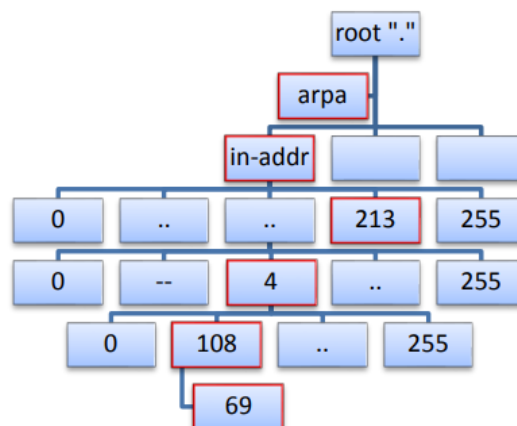 root "."
arpa
in-addr
0 .. .. 213 255
0 -- 4 .. 255
0 108 .. 255
69